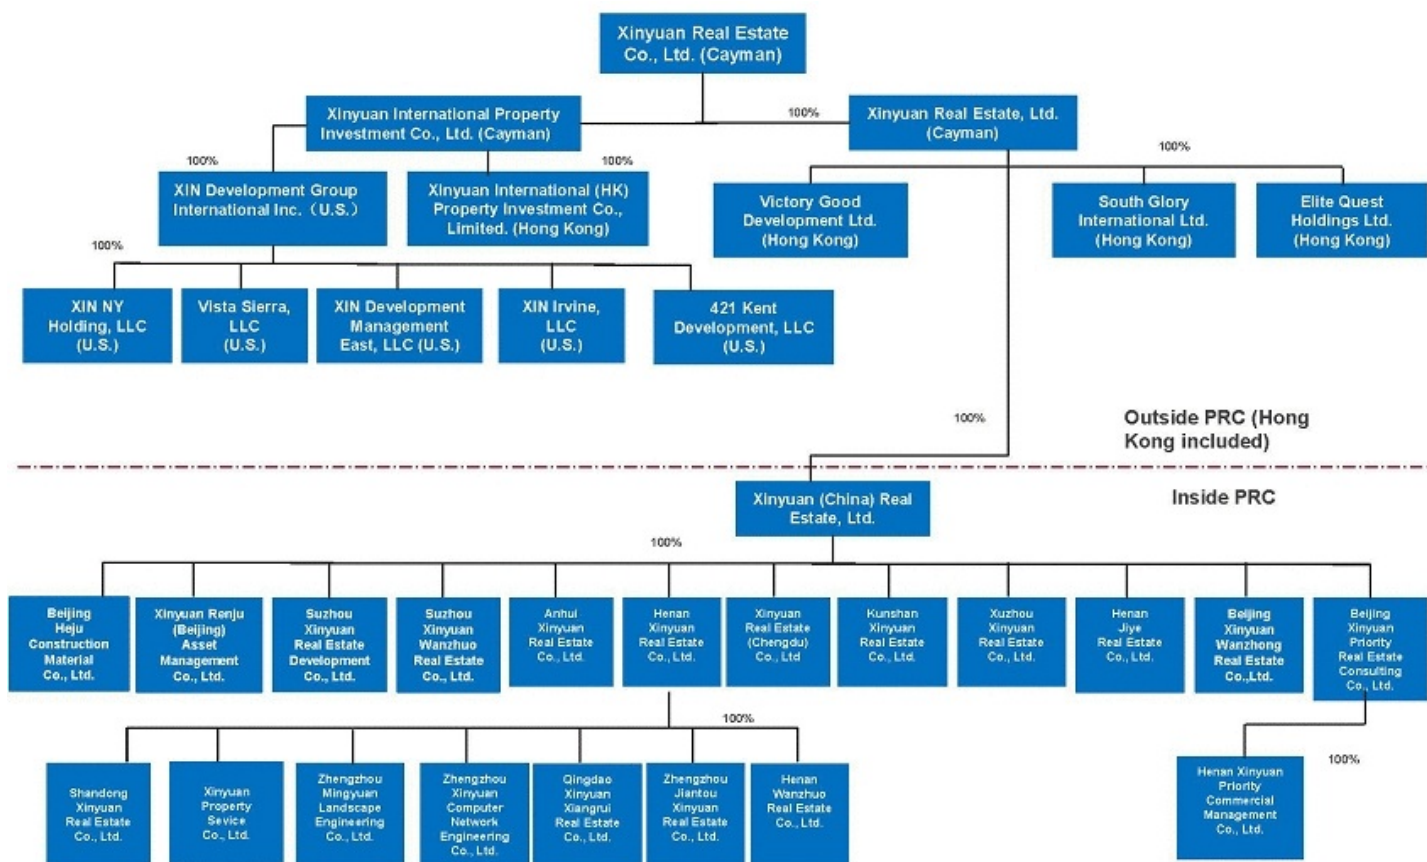 Xinyuan Real Estate
Co., Ltd. (Cayman)
Xinyuan International Property
Investment Co., Ltd. (Cayman)
100%
Xinyuan Real Estate, Ltd.
(Cayman)
100%
100%
100%
XIN Development Group
International Inc.（U.S.）
Xinyuan International (HK)
Property Investment Co.,
Limited. (Hong Kong)
Victory Good
Development Ltd.
(Hong Kong)
South Glory
International Ltd.
(Hong Kong)
Elite Quest
Holdings Ltd.
(Hong Kong)
100%
XIN NY
Holding, LLC
(U.S.)
Vista Sierra,
LLC
(U.S.)
XIN Development
Management
East, LLC (U.S.)
XIN Irvine,
LLC
(U.S.)
421 Kent
Development, LLC
(U.S.)
100%
Outside PRC (Hong
Kong included)
Inside PRC
Xinyuan (China) Real
Estate, Ltd.
100%
Beijing
Heju
Construction
Material
Co., Ltd.
Xinyuan Renju
(Beijing)
Asset
Management
Co., Ltd.
Suzhou
Xinyuan
Real Estate
Development
Co., Ltd.
Suzhou
Xinyuan
Wanzhuo
Real Estate
Co., Ltd.
Anhui
Xinyuan
Real Estate
Co., Ltd.
Henan
Xinyuan
Real Estate
Co., Ltd.
Xinyuan
Real Estate
(Chengdu)
Co., Ltd
Kunshan
Xinyuan
Real Estate
Co., Ltd.
Xuzhou
Xinyuan
Real Estate
Co., Ltd.
Henan
Jiye
Real Estate
Co., Ltd.
Beijing
Xinyuan
Wanzhong
Real Estate
Co.,Ltd.
Beijing
Xinyuan
Priority
Real Estate
Consulting
Co., Ltd.
100%
100%
Shandong
Xinyuan
Real Estate
Co., Ltd.
Xinyuan
Property
Sevice
Co., Ltd.
Zhengzhou
Mingyuan
Landscape
Engineering
Co., Ltd.
Zhengzhou
Xinyuan
Computer
Network
Engineering
Co., Ltd.
Qingdao
Xinyuan
Xiangrui
Real Estate
Co., Ltd.
Zhengzhou
Jiantou
Xinyuan
Real Estate
Co., Ltd.
Henan
Wanzhuo
Real Estate
Co., Ltd.
Henan Xinyuan
Priority
Commercial
Management
Co., Ltd.